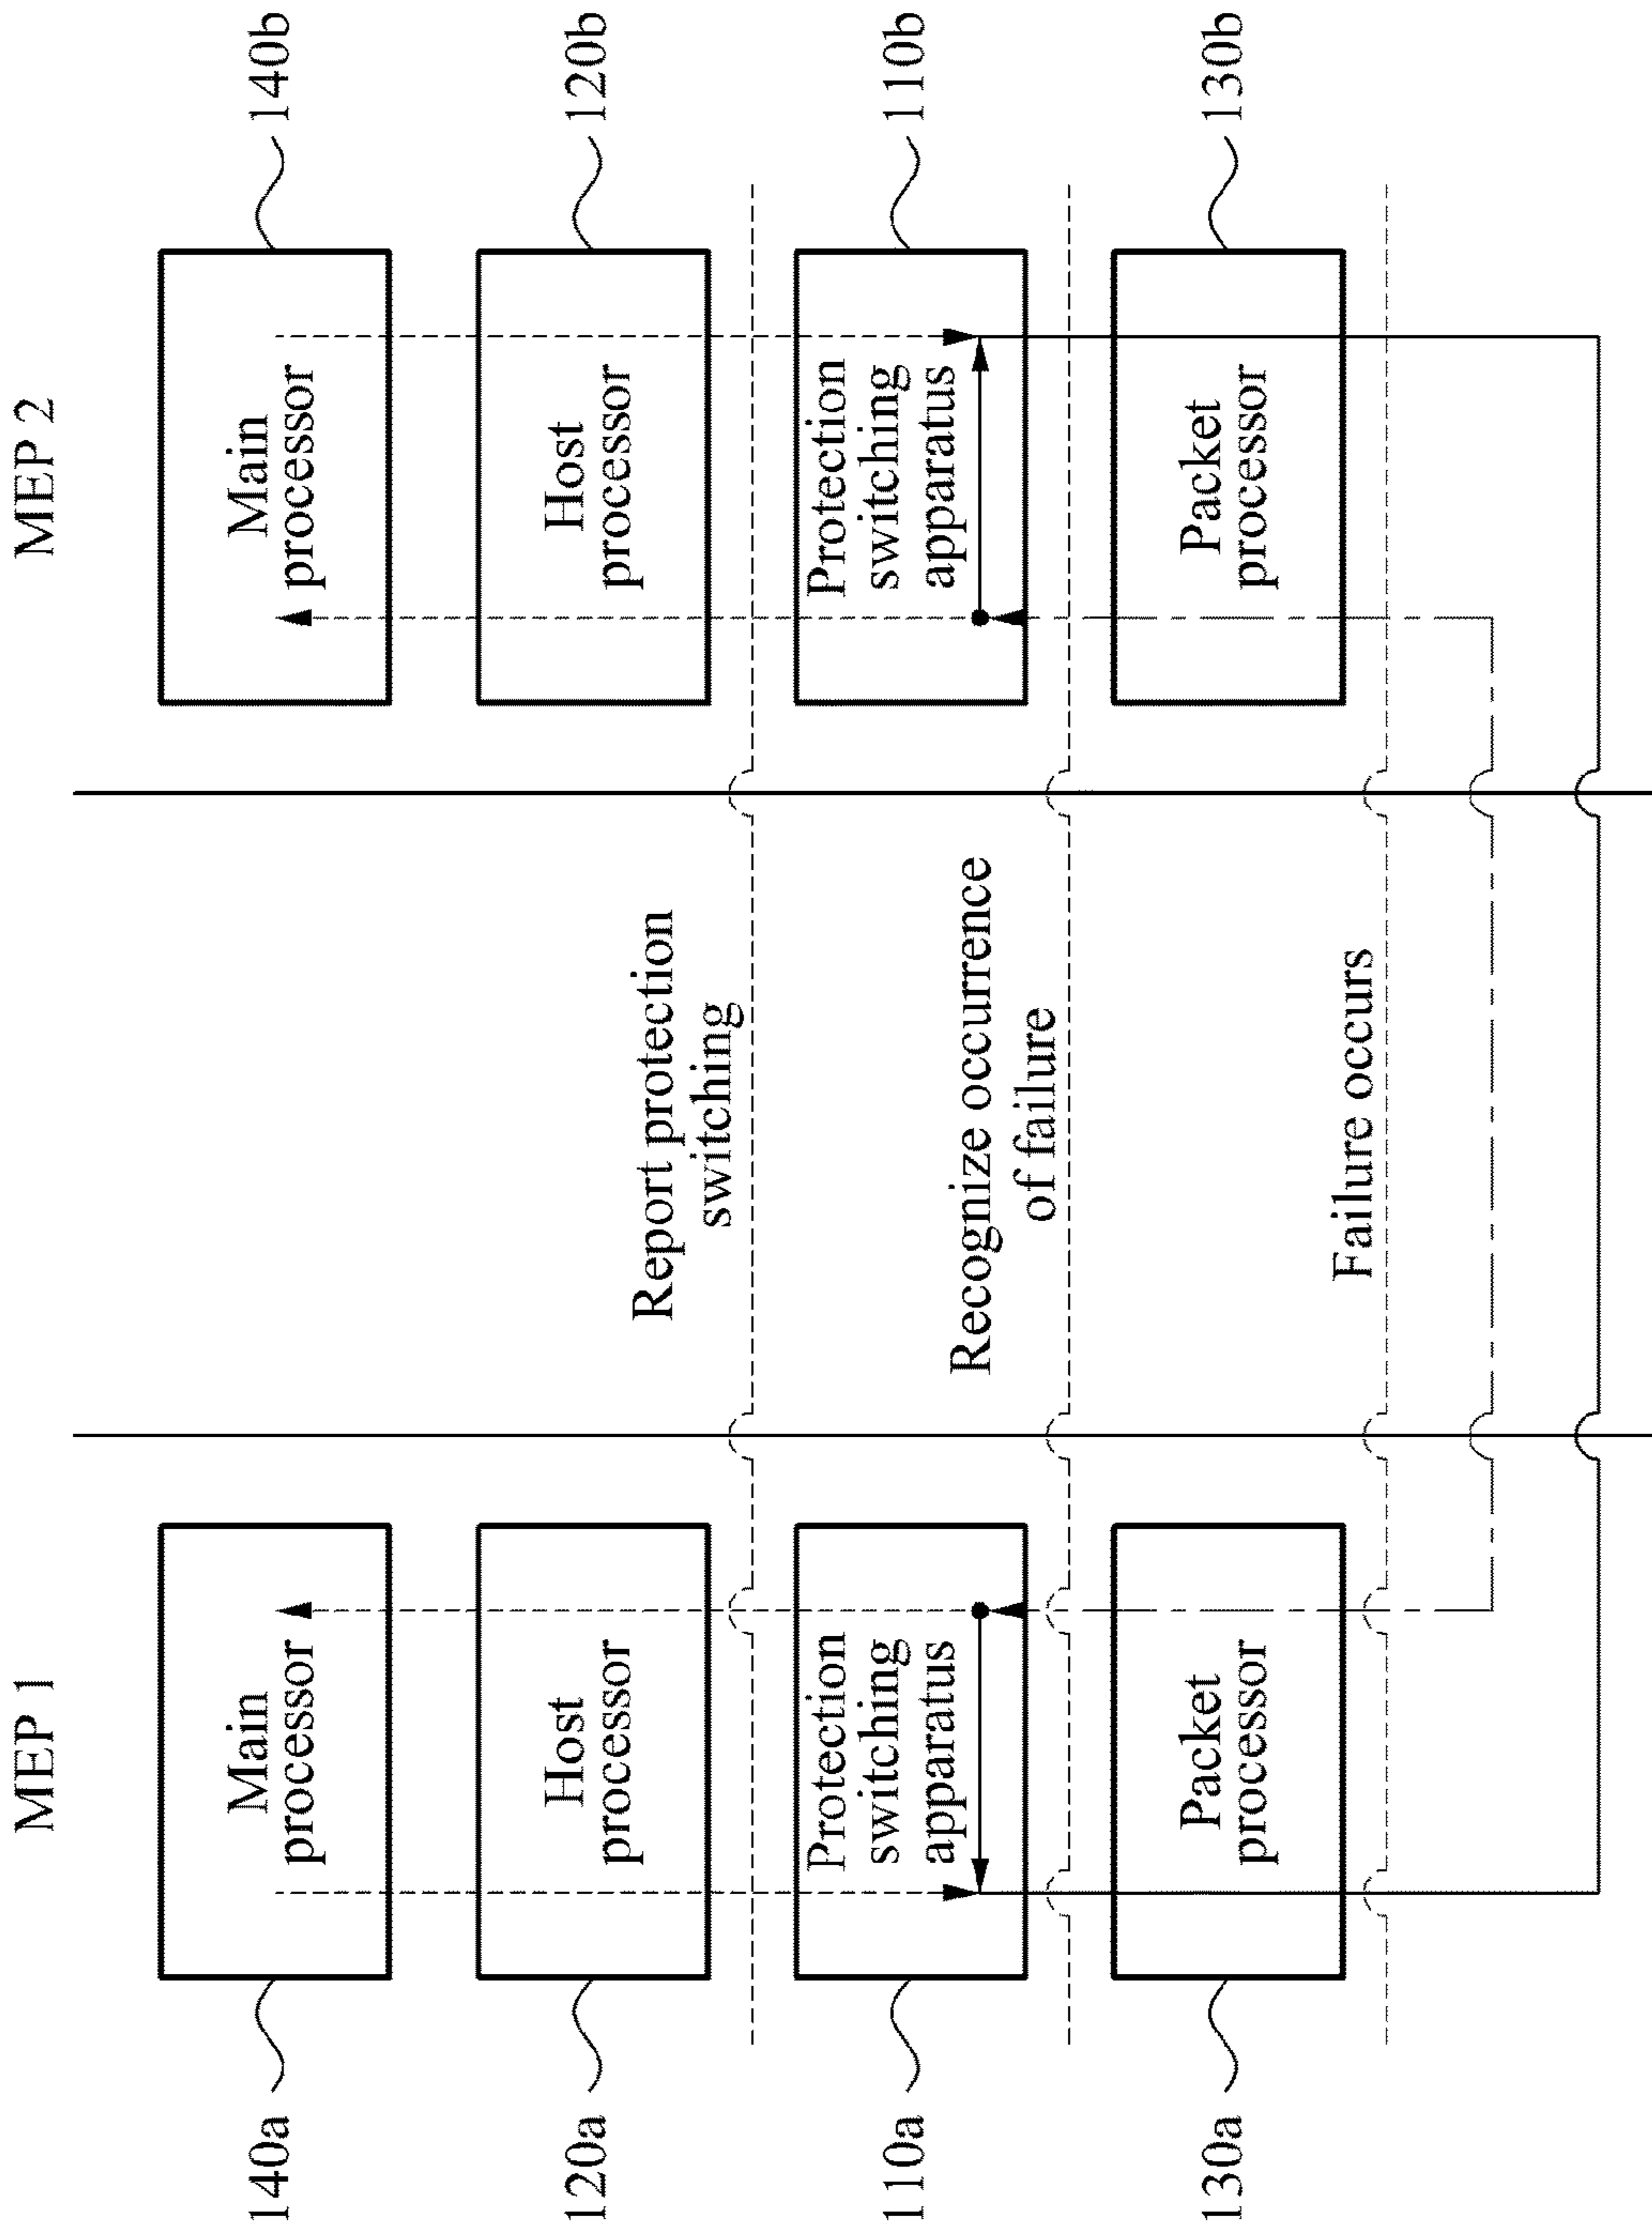 MEP 1
MEP 2
140a
Main
processor
Main
processor
140b
120a
Host
processor
Host
processor
120b
Report protection
switching
110a
Protection
switching
apparatus
Protection
switching
apparatus
110b
Recognize occurrence
of failure
130a
Packet
processor
Packet
processor
130b
Failure occurs